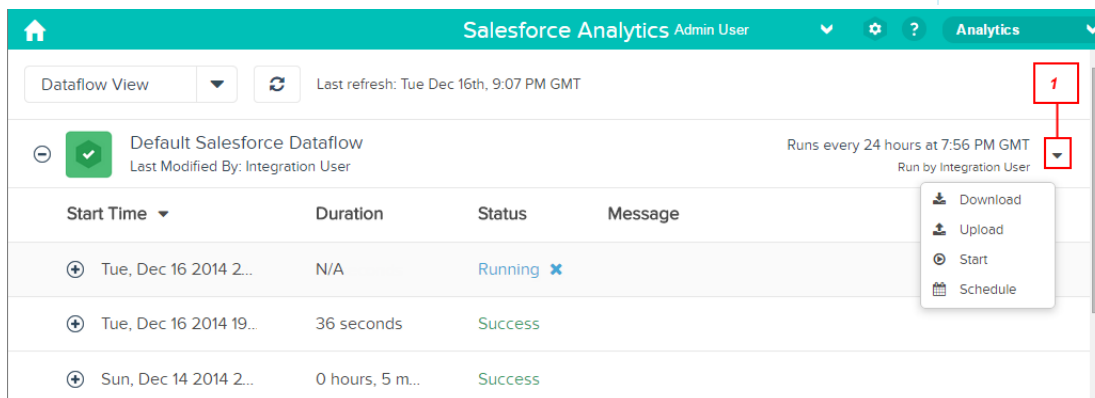 Salesforce Analytics Admin User ? Analytics
Dataflow View Last refresh: Tue Dec 16th, 9:07 PM GMT
1
Default Salesforce Dataflow
Last Modified By: Integration User
Runs every 24 hours at 7:56 PM GMT
Run by Integration User
Download
Upload
Start
Schedule
Start Time Duration Status Message
Tue, Dec 16 2014 2... N/A Running
Tue, Dec 16 2014 19... 36 seconds Success
Sun, Dec 14 2014 2... 0 hours, 5 m... Success